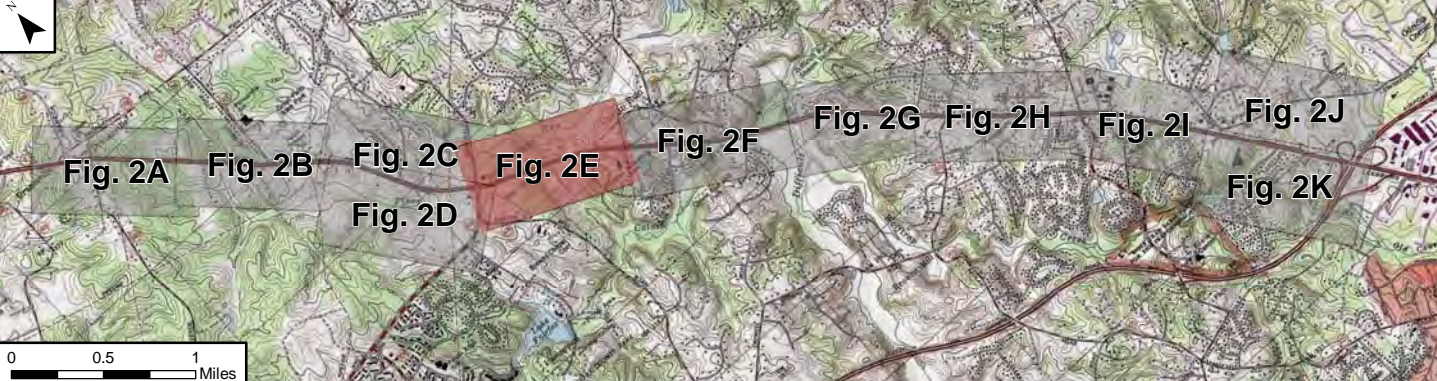 N
Fig. 2A
Fig. 2B
Fig. 2C
Fig. 2D
Fig. 2E
Fig. 2F
Fig. 2G
Fig. 2H
Fig. 2I
Fig. 2J
Fig. 2K
0 0.5 1
Miles